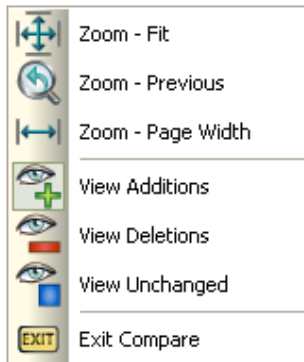 Zoom - Fit
Zoom - Previous
Zoom - Page Width
View Additions
View Deletions
View Unchanged
EXIT Exit Compare